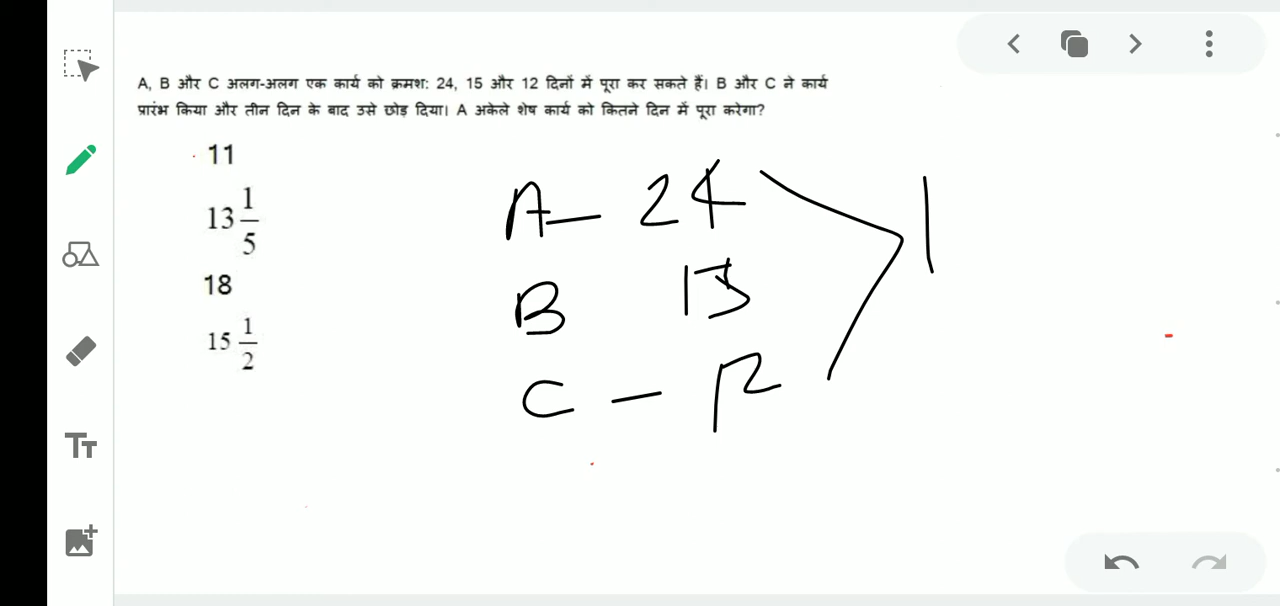 A, B और C अलग-अलग एक कार्य को क्रमश: 24, 15 और 12 दिनों में पूरा कर सकते हैं। B और C ने कार्य
प्रारंभ किया और तीन दिन के बाद उसे छोड़ दिया। A अकेले शेष कार्य को कितने दिन में पूरा करेगा?
11
13 1/5
18
15 1/2
A — 24
B 15
C — 12
1
Tт